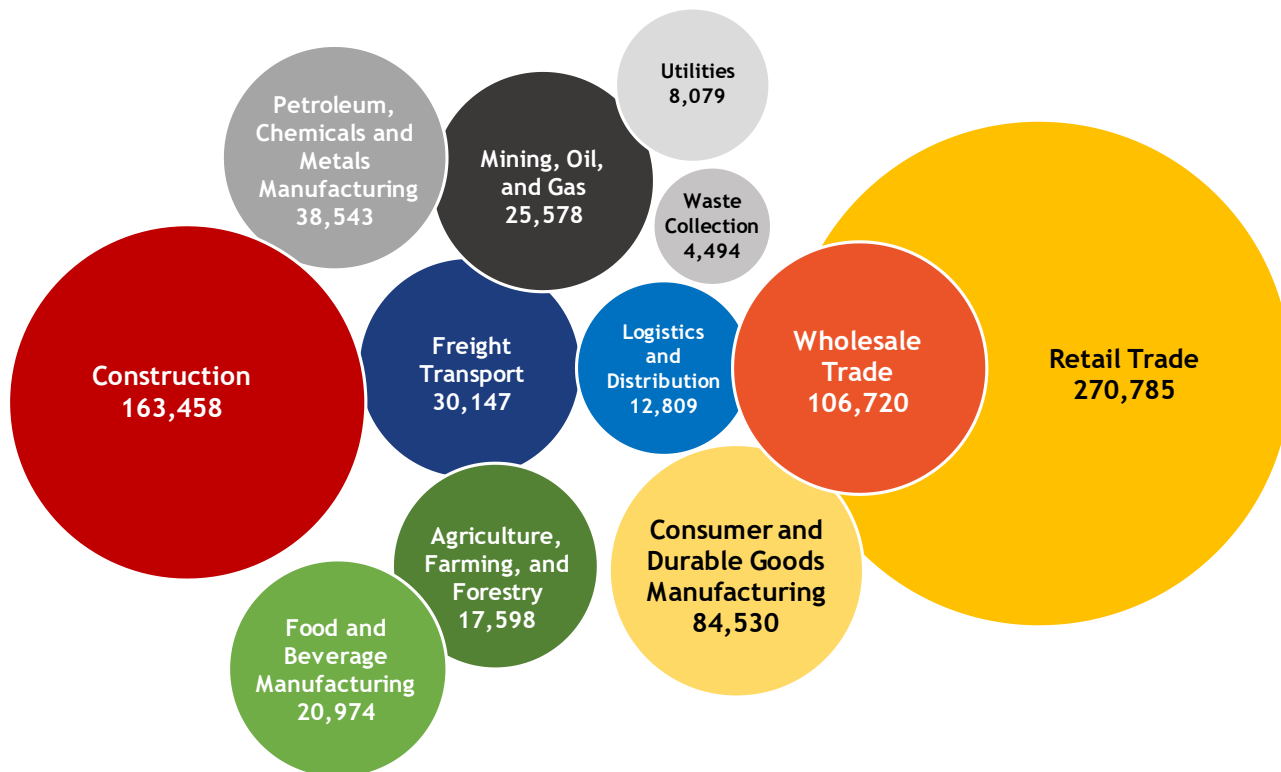 Utilities
8,079
Petroleum,
Chemicals and
Metals
Manufacturing
38,543
Mining, Oil,
and Gas
25,578
Waste
Collection
4,494
Construction
163,458
Freight
Transport
30,147
Logistics
and
Distribution
12,809
Wholesale
Trade
106,720
Retail Trade
270,785
Agriculture,
Farming, and
Forestry
17,598
Consumer and
Durable Goods
Manufacturing
84,530
Food and
Beverage
Manufacturing
20,974